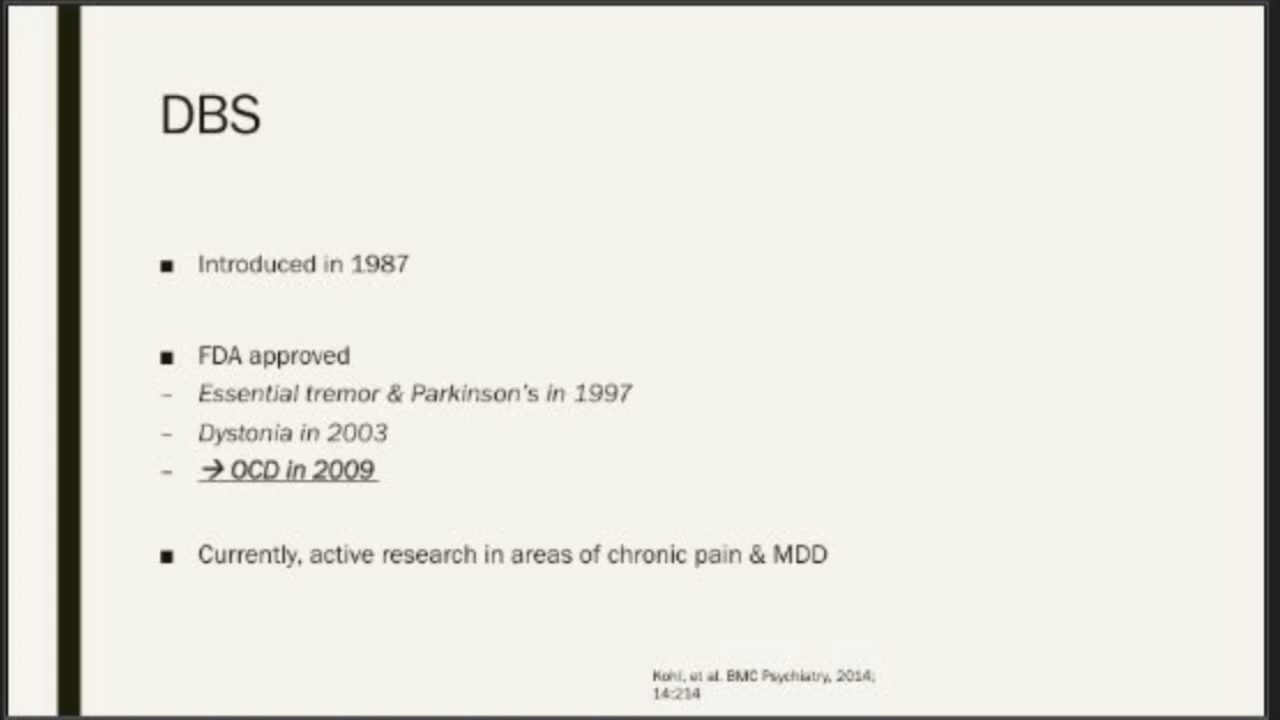 DBS
■ Introduced in 1987
■ FDA approved
– Essential tremor & Parkinson's in 1997
– Dystonia in 2003
– → OCD in 2009
■ Currently, active research in areas of chronic pain & MDD
Kohl, et al. BMC Psychiatry, 2014;
14:214